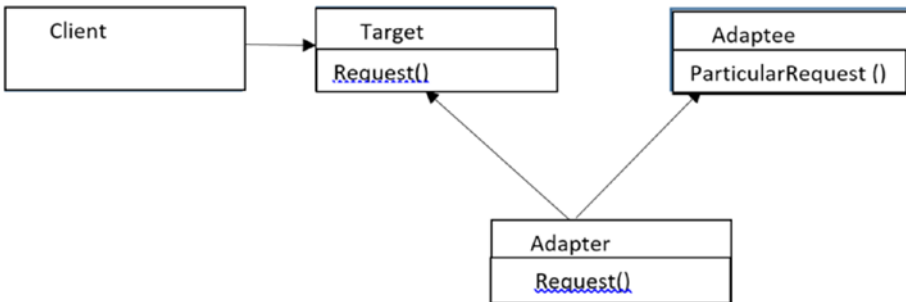 Client
Target
Request()
Adaptee
ParticularRequest ()
Adapter
Request()